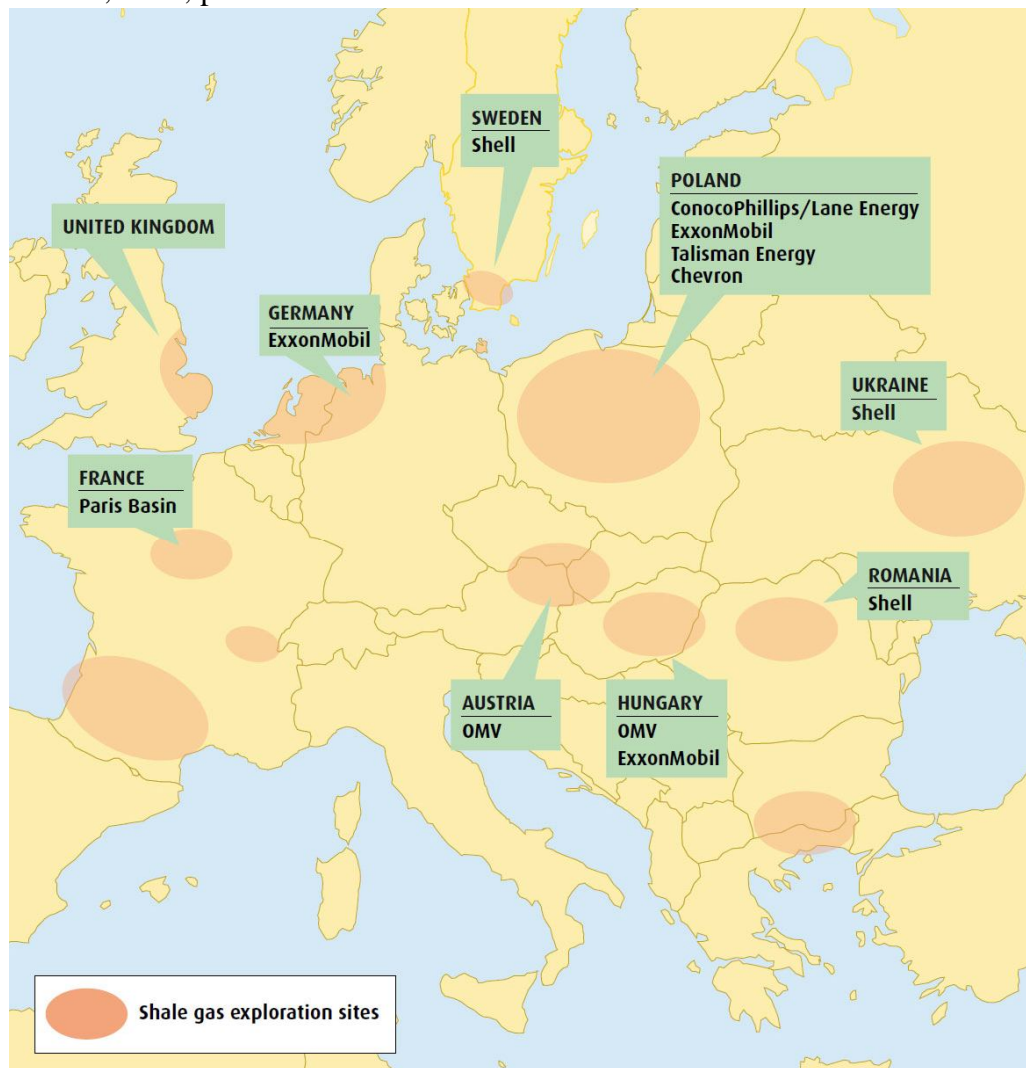 SWEDEN
Shell
POLAND
ConocoPhillips/Lane Energy
ExxonMobil
Talisman Energy
Chevron
UNITED KINGDOM
GERMANY
ExxonMobil
UKRAINE
Shell
FRANCE
Paris Basin
ROMANIA
Shell
AUSTRIA
OMV
HUNGARY
OMV
ExxonMobil
Shale gas exploration sites